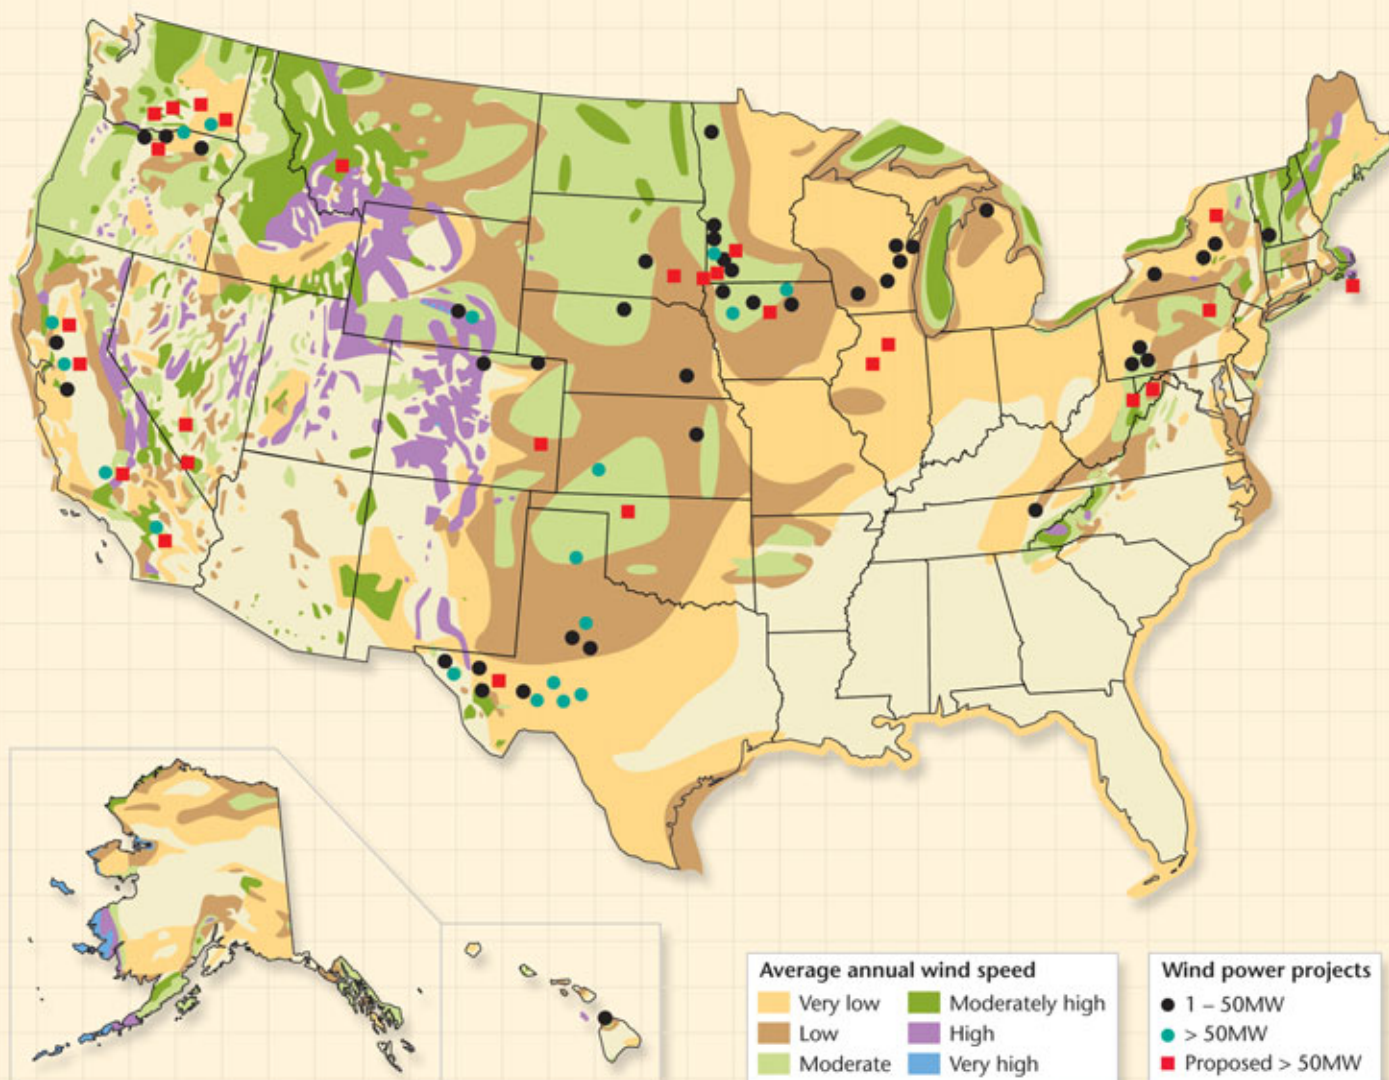 Average annual wind speed
Very low
Low
Moderate
Moderately high
High
Very high
Wind power projects
1 – 50MW
> 50MW
Proposed > 50MW